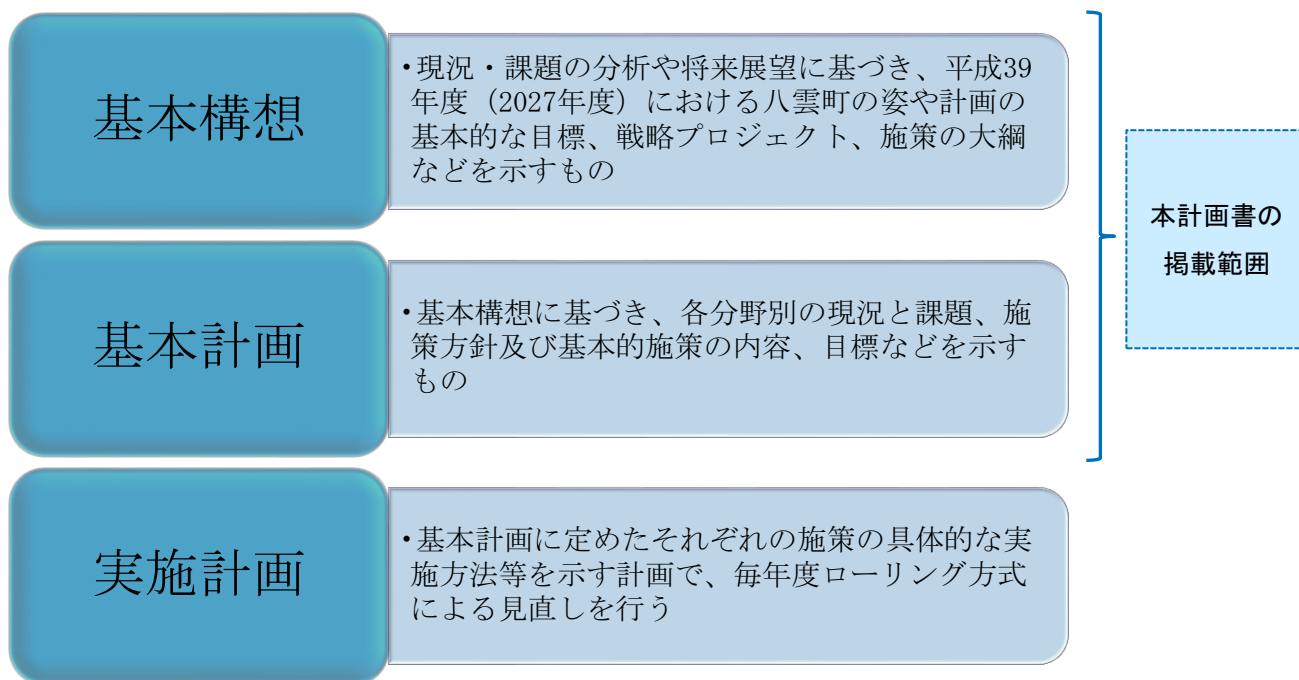 基本構想
・現況・課題の分析や将来展望に基づき、平成39
年度（2027年度）における八雲町の姿や計画の
基本的な目標、戦略プロジェクト、施策の大綱
などを示すもの
基本計画
・基本構想に基づき、各分野別の現況と課題、施
策方針及び基本的施策の内容、目標などを示す
もの
実施計画
・基本計画に定めたそれぞれの施策の具体的な実
施方法等を示す計画で、毎年度ローリング方式
による見直しを行う
本計画書の
掲載範囲